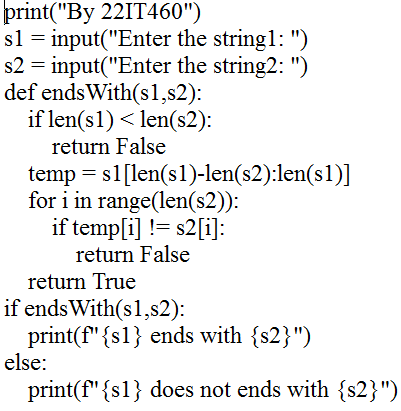 print("By 22IT460")
s1 = input("Enter the string1: ")
s2 = input("Enter the string2: ")
def endsWith(s1,s2):
    if len(s1) < len(s2):
        return False
    temp = s1[len(s1)-len(s2):len(s1)]
    for i in range(len(s2)):
        if temp[i] != s2[i]:
            return False
    return True
if endsWith(s1,s2):
    print(f"{s1} ends with {s2}")
else:
    print(f"{s1} does not ends with {s2}")